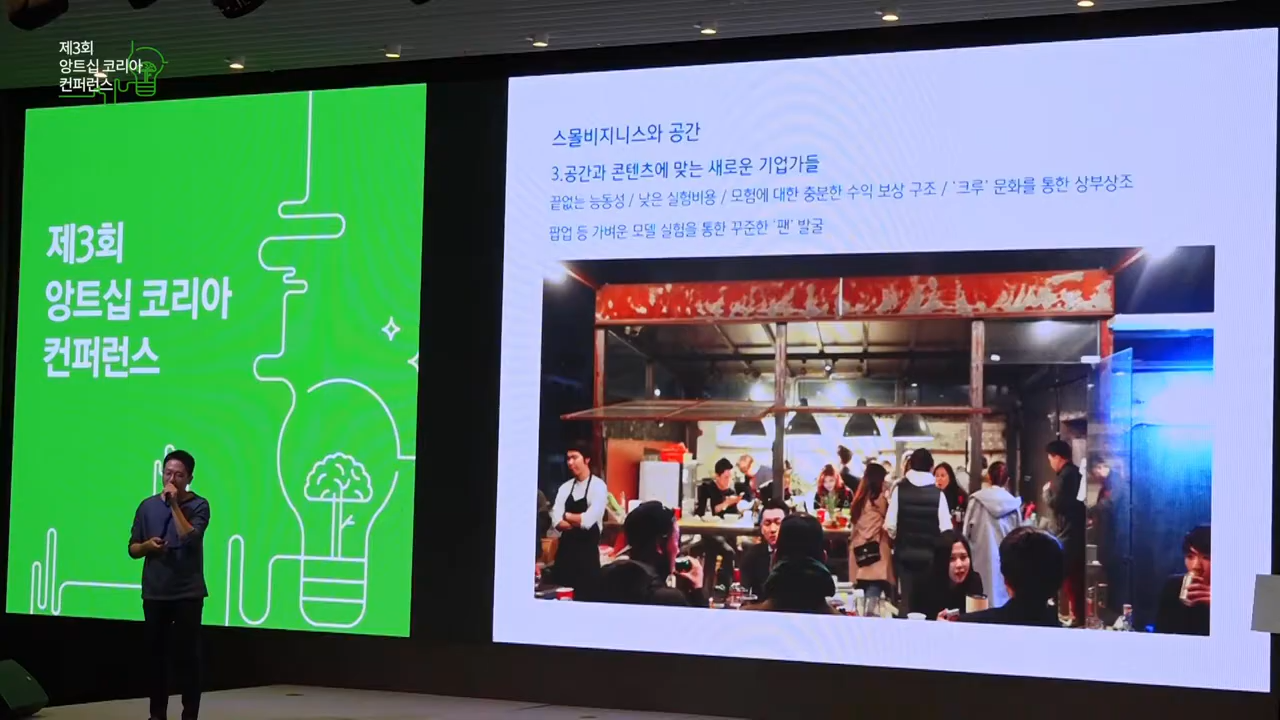 제3회
앙트십 코리아
컨퍼런스
제3회
앙트십 코리아
컨퍼런스
스몰비지니스와 공간
3.공간과 콘텐츠에 맞는 새로운 기업가들
끝없는 능동성 / 낮은 실험비용 / 모험에 대한 충분한 수익 보상 구조 / '크루' 문화를 통한 상부상조
팝업 등 가벼운 모델 실험을 통한 꾸준한 '팬' 발굴